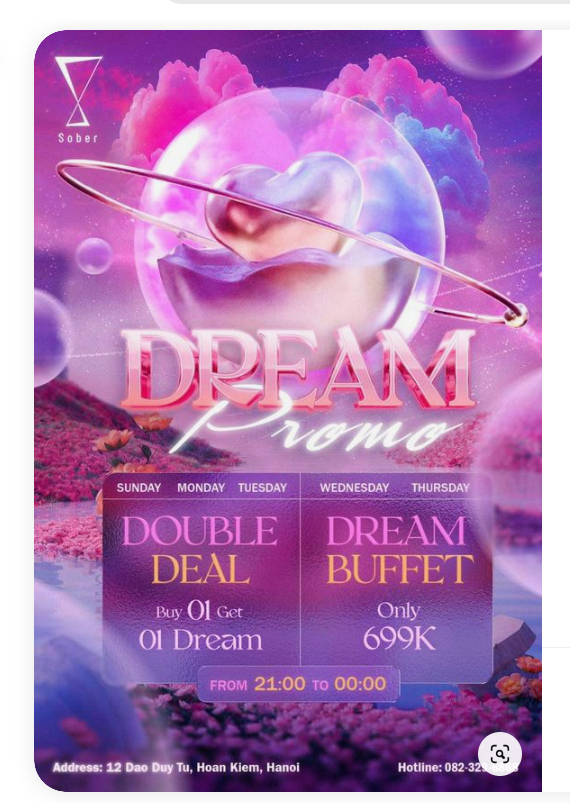 Sober
DREAM
Promo
SUNDAY MONDAY TUESDAY
WEDNESDAY THURSDAY
DOUBLE
DEAL
Buy 01 Get
01 Dream
DREAM
BUFFET
Only
699K
FROM 21:00 TO 00:00
Address: 12 Dao Duy Tu, Hoan Kiem, Hanoi
Hotline: 082-32